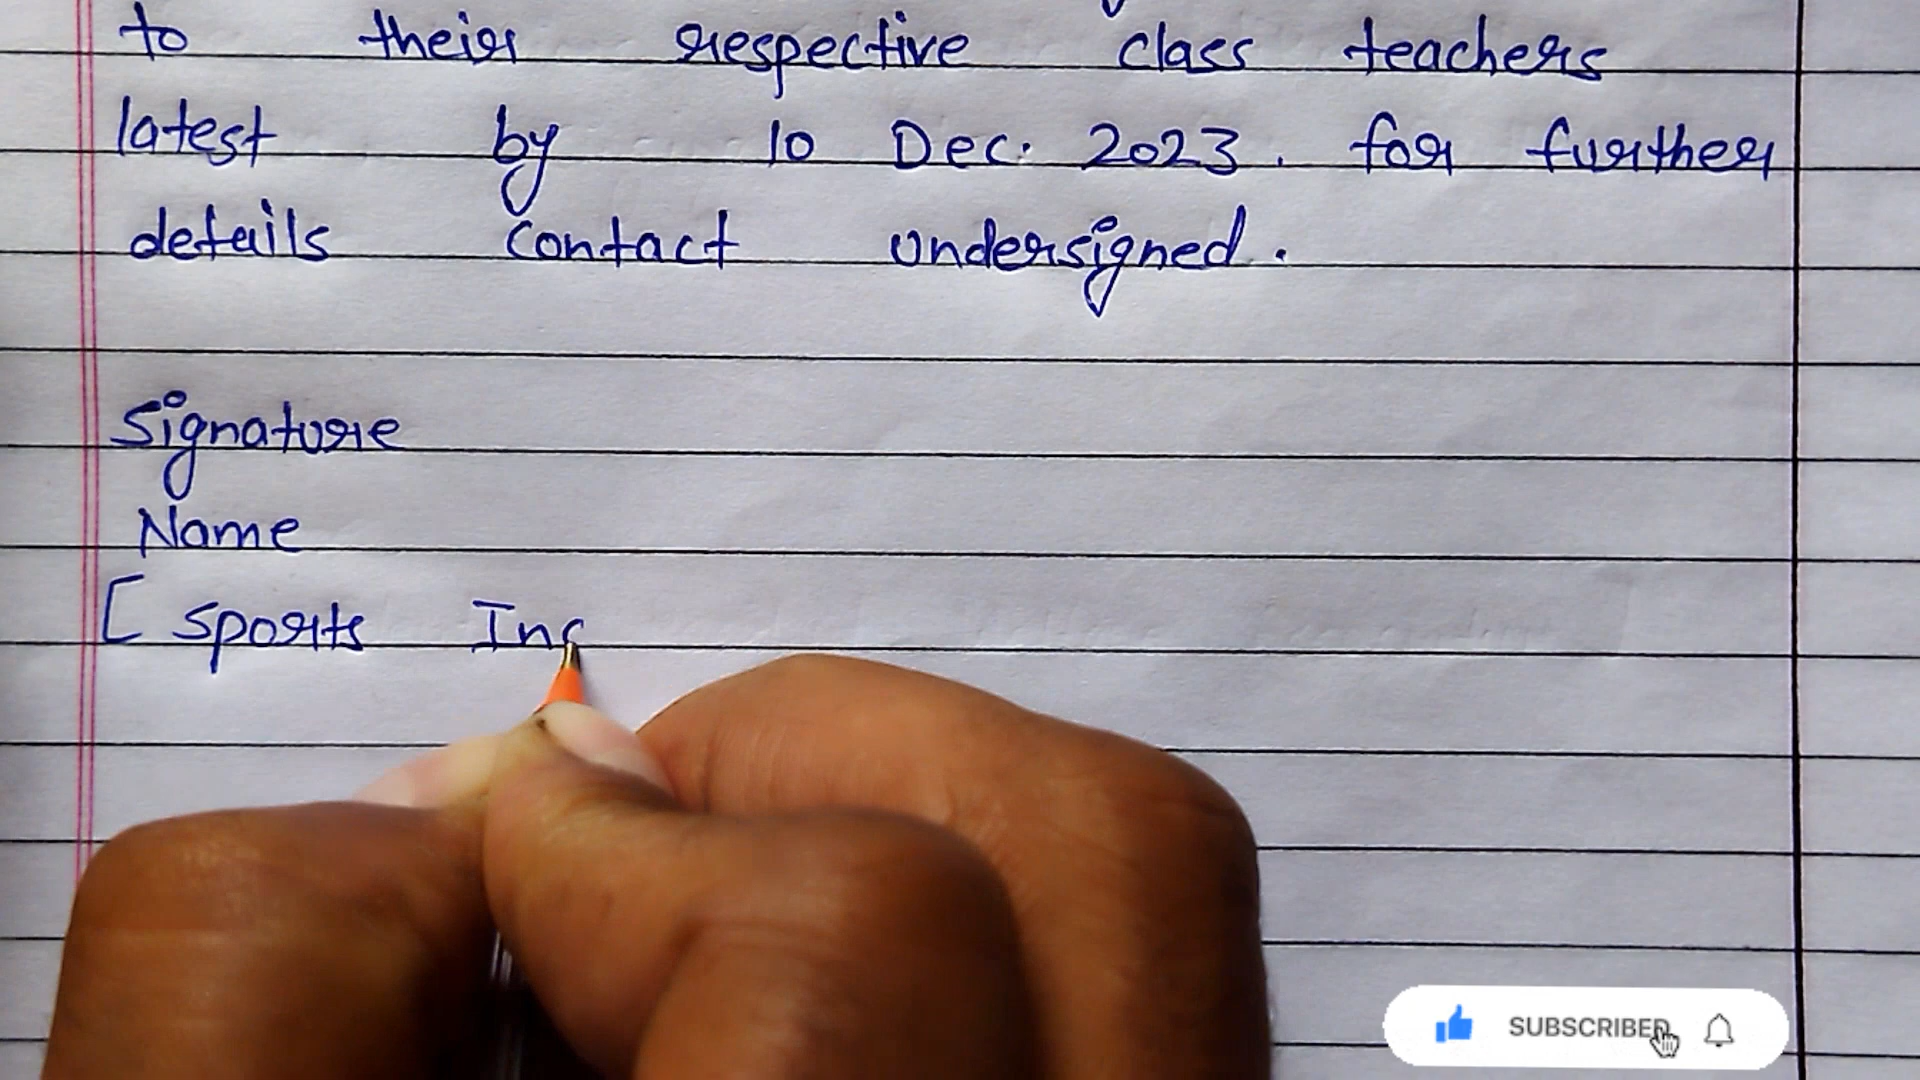 to their respective class teachers
latest by 10 Dec. 2023. for further
details contact undersigned.
Signature
Name
[ sports Ins
SUBSCRIBED